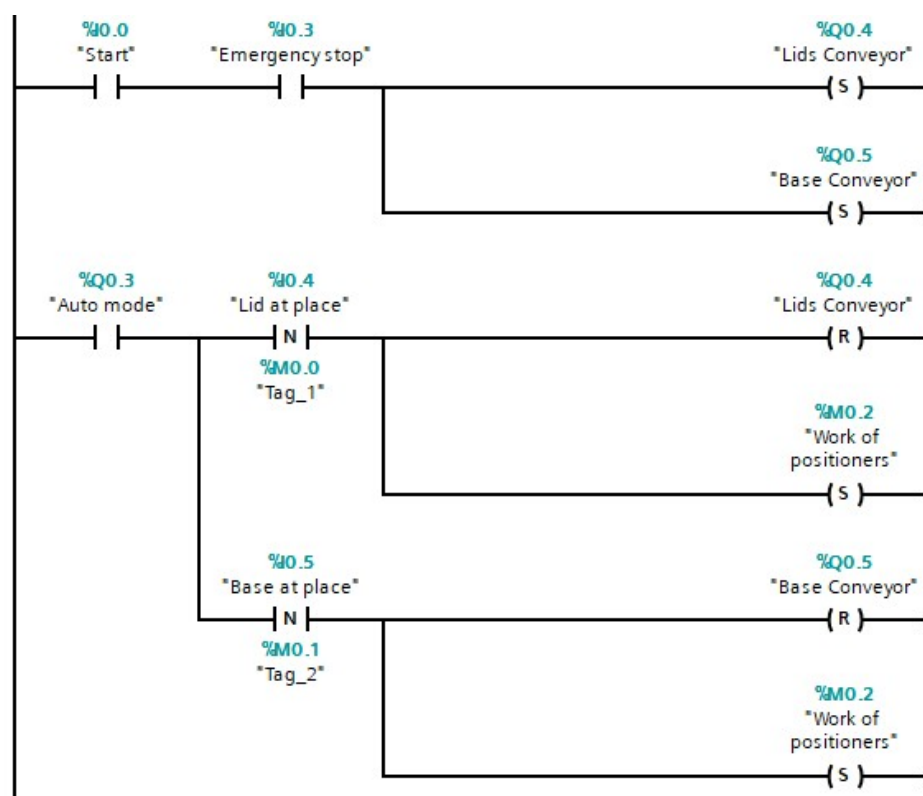 %I0.0
"Start"
%I0.3
"Emergency stop"
%Q0.4
"Lids Conveyor"
S
%Q0.5
"Base Conveyor"
S
%Q0.3
"Auto mode"
%I0.4
"Lid at place"
N
%M0.0
"Tag_1"
%Q0.4
"Lids Conveyor"
R
%M0.2
"Work of
positioners"
S
%I0.5
"Base at place"
N
%M0.1
"Tag_2"
%Q0.5
"Base Conveyor"
R
%M0.2
"Work of
positioners"
S